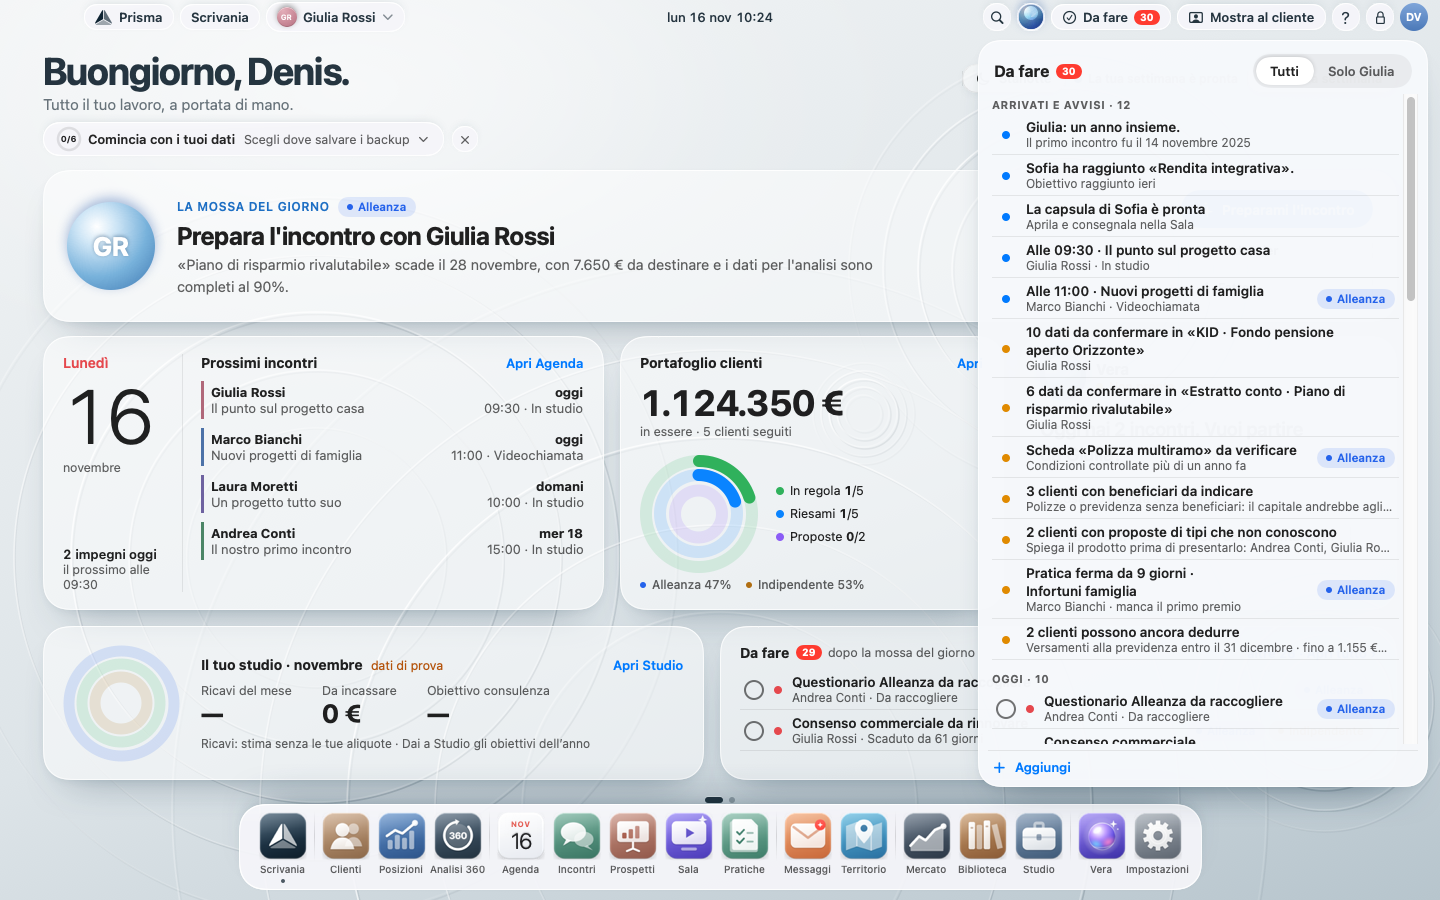 Prisma
Scrivania
GR Giulia Rossi
lun 16 nov 10:24
Da fare 30
Mostra al cliente
?
DV
Buongiorno, Denis.
Tutto il tuo lavoro, a portata di mano.
0/6 Comincia con i tuoi dati Scegli dove salvare i backup
GR
LA MOSSA DEL GIORNO Alleanza
Prepara l'incontro con Giulia Rossi
«Piano di risparmio rivalutabile» scade il 28 novembre, con 7.650 € da destinare e i dati per l'analisi sono
completi al 90%.
Lunedì
16
novembre
2 impegni oggi
il prossimo alle
09:30
Prossimi incontri Apri Agenda
Giulia Rossi oggi
Il punto sul progetto casa 09:30 · In studio
Marco Bianchi oggi
Nuovi progetti di famiglia 11:00 · Videochiamata
Laura Moretti domani
Un progetto tutto suo 10:00 · In studio
Andrea Conti mer 18
Il nostro primo incontro 15:00 · In studio
Portafoglio clienti Apr
1.124.350 €
in essere · 5 clienti seguiti
In regola 1/5
Riesami 1/5
Proposte 0/2
Alleanza 47% Indipendente 53%
Il tuo studio · novembre dati di prova Apri Studio
Ricavi del mese Da incassare Obiettivo consulenza
— 0 € —
Ricavi: stima senza le tue aliquote · Dai a Studio gli obiettivi dell'anno
Da fare 29 dopo la mossa del giorno
Questionario Alleanza da rac
Andrea Conti · Da raccogliere
Consenso commerciale da rin
Giulia Rossi · Scaduto da 61 giorn
Da fare 30
Tutti
Solo Giulia
ARRIVATI E AVVISI · 12
Giulia: un anno insieme.
Il primo incontro fu il 14 novembre 2025
Sofia ha raggiunto «Rendita integrativa».
Obiettivo raggiunto ieri
La capsula di Sofia è pronta
Aprila e consegnala nella Sala
Alle 09:30 · Il punto sul progetto casa
Giulia Rossi · In studio
Alle 11:00 · Nuovi progetti di famiglia
Marco Bianchi · Videochiamata
Alleanza
10 dati da confermare in «KID · Fondo pensione
aperto Orizzonte»
Giulia Rossi
6 dati da confermare in «Estratto conto · Piano di
risparmio rivalutabile»
Giulia Rossi
Scheda «Polizza multiramo» da verificare
Condizioni controllate più di un anno fa
Alleanza
3 clienti con beneficiari da indicare
Polizze o previdenza senza beneficiari: il capitale andrebbe agli...
2 clienti con proposte di tipi che non conoscono
Spiega il prodotto prima di presentarlo: Andrea Conti, Giulia Ro...
Pratica ferma da 9 giorni ·
Infortuni famiglia
Marco Bianchi · manca il primo premio
Alleanza
2 clienti possono ancora dedurre
Versamenti alla previdenza entro il 31 dicembre · fino a 1.155 €...
OGGI · 10
Questionario Alleanza da raccogliere
Andrea Conti · Da raccogliere
Alleanza
Consenso commerciale
+ Aggiungi
NOV
16
360
Scrivania
Clienti
Posizioni
Analisi 360
Agenda
Incontri
Prospetti
Sala
Pratiche
Messaggi
Territorio
Mercato
Biblioteca
Studio
Vera
Impostazioni